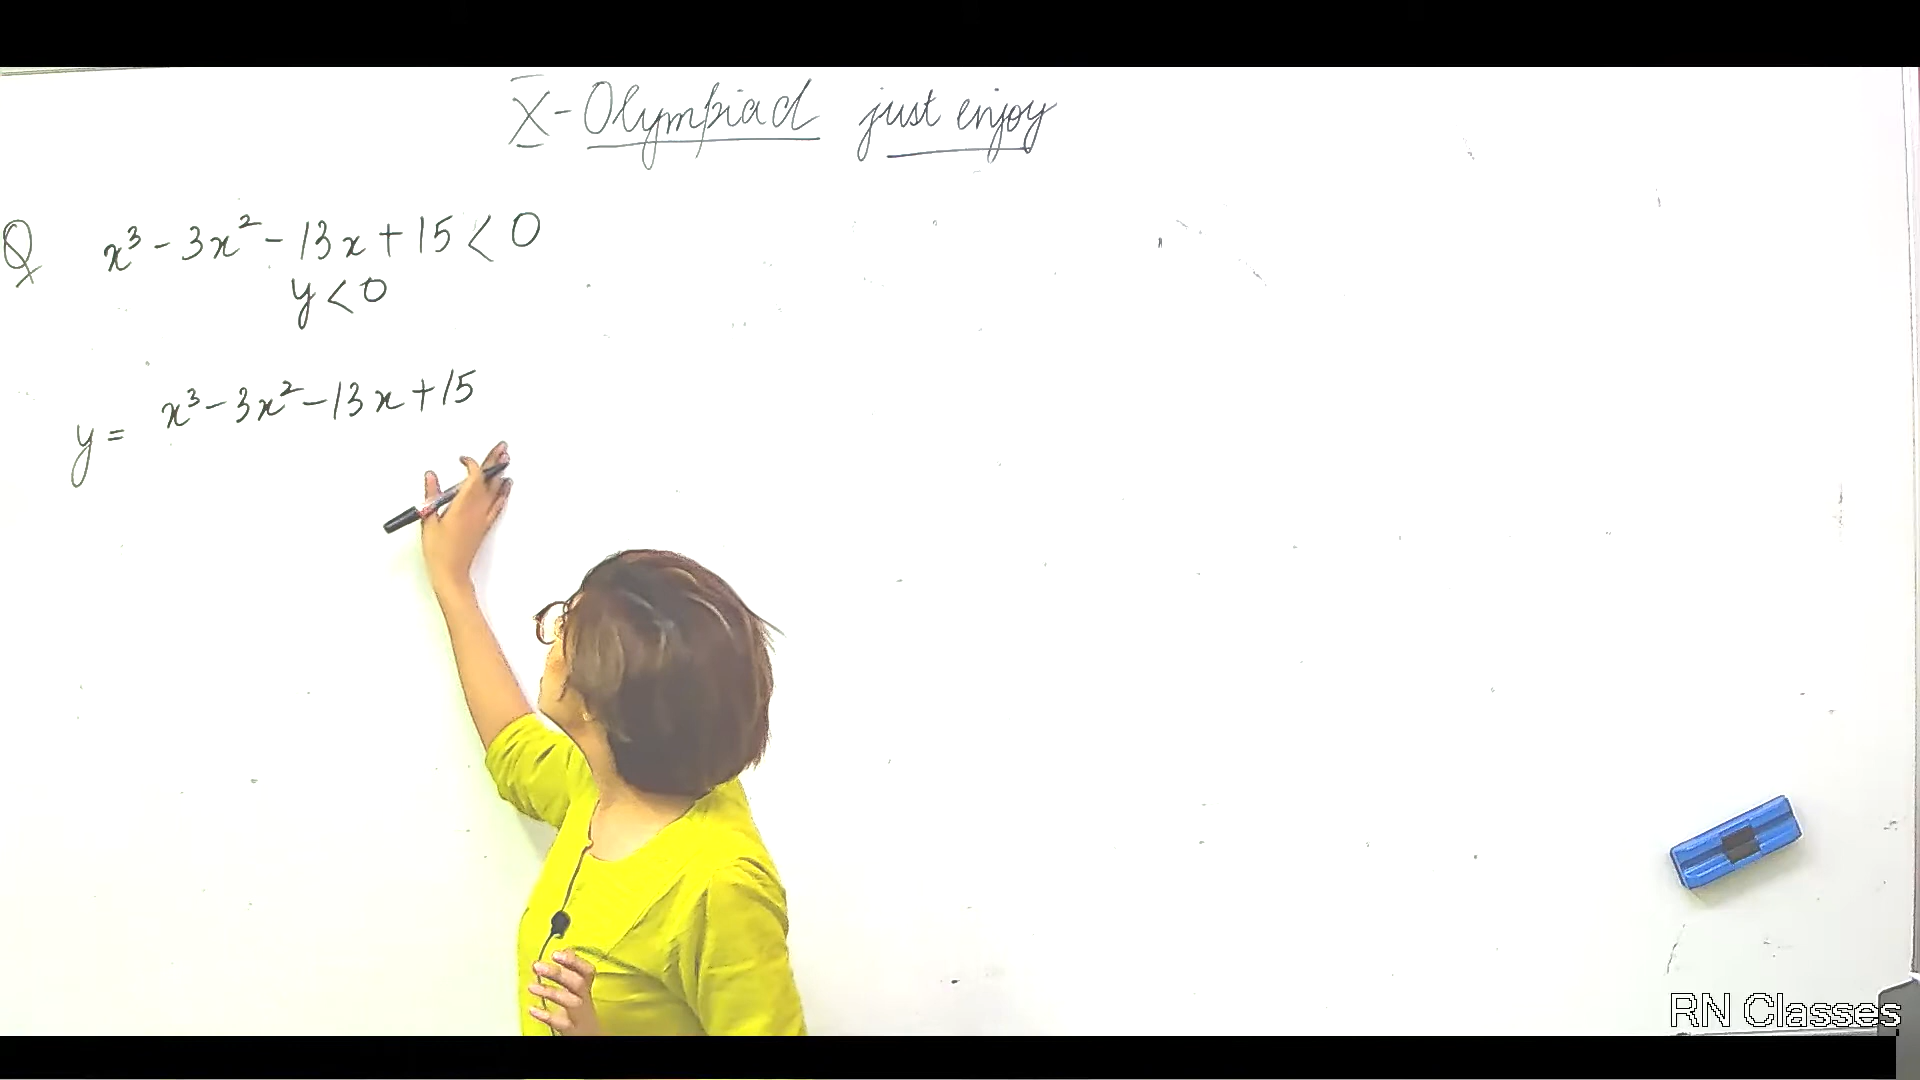 X - Olympiad just enjoy
Q x³ - 3x² - 13x + 15 < 0
y < 0
y = x³ - 3x² - 13x + 15
RN Classes